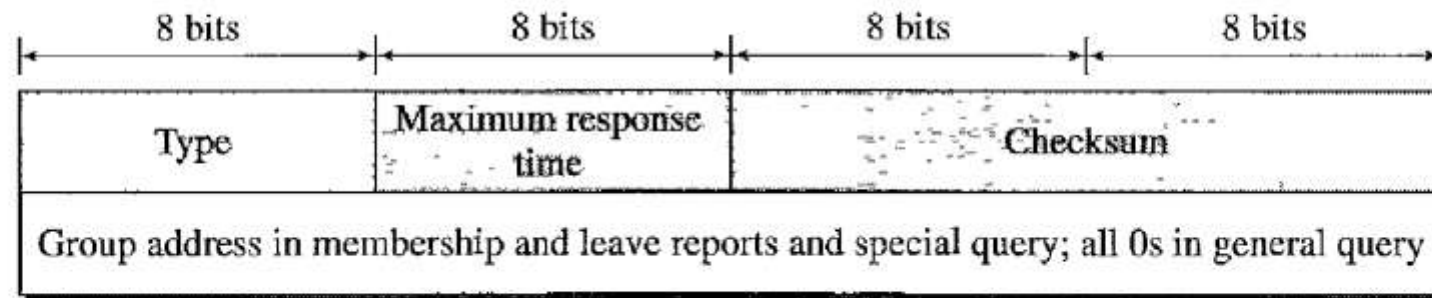 8 bits 8 bits 8 bits 8 bits
Type Maximum response time Checksum
Group address in membership and leave reports and special query; all 0s in general query